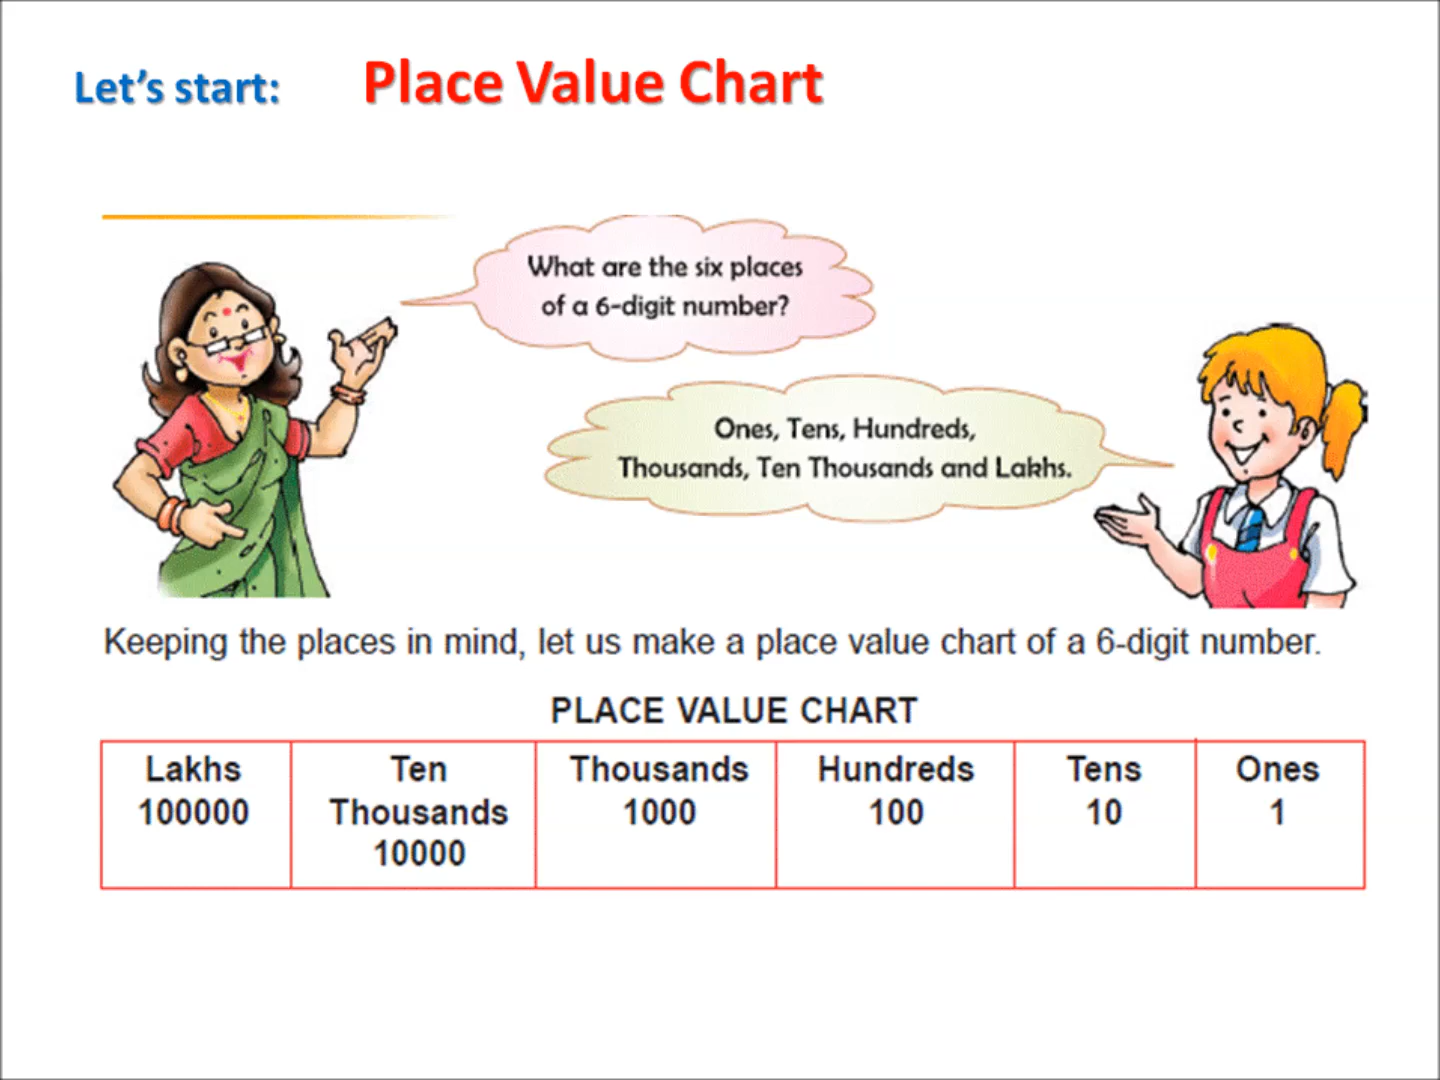 Let's start: Place Value Chart
What are the six places
of a 6-digit number?
Ones, Tens, Hundreds,
Thousands, Ten Thousands and Lakhs.
Keeping the places in mind, let us make a place value chart of a 6-digit number.
PLACE VALUE CHART
Lakhs
100000
Ten
Thousands
10000
Thousands
1000
Hundreds
100
Tens
10
Ones
1